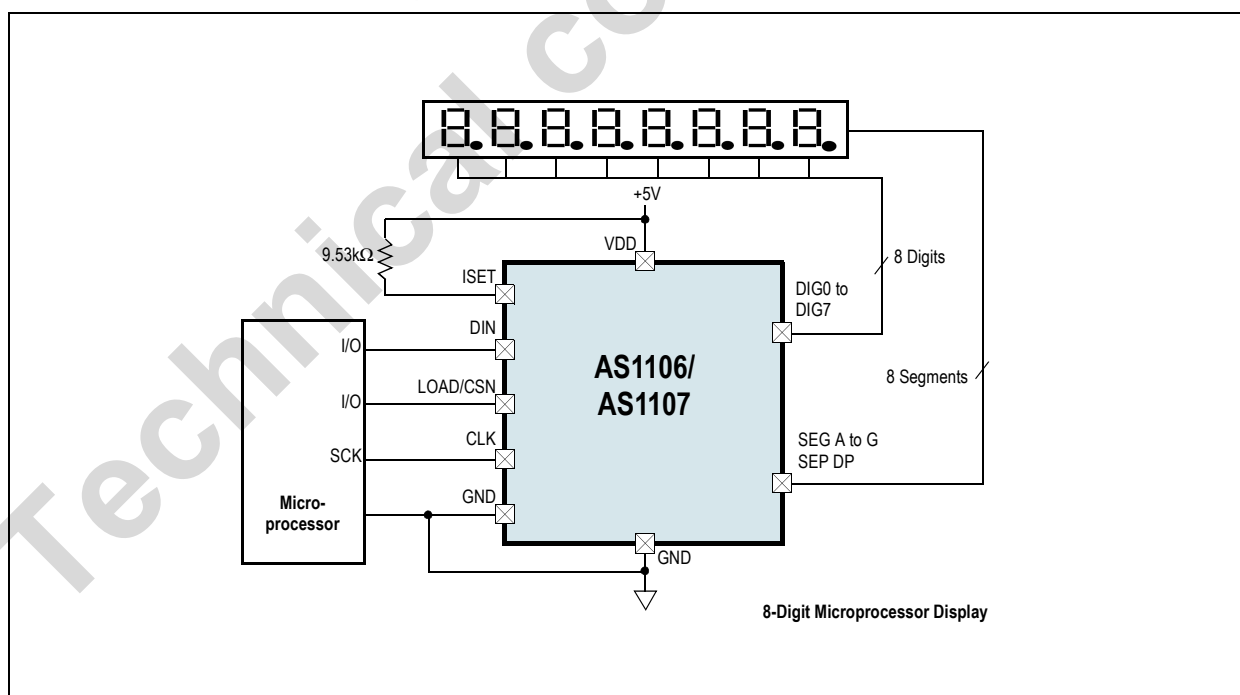 Technical co
+5V
9.53kΩ
VDD
8 Digits
ISET
DIG0 to
DIG7
DIN
I/O
AS1106/
AS1107
8 Segments
LOAD/CSN
I/O
CLK
SEG A to G
SEP DP
SCK
GND
Micro-
processor
GND
8-Digit Microprocessor Display